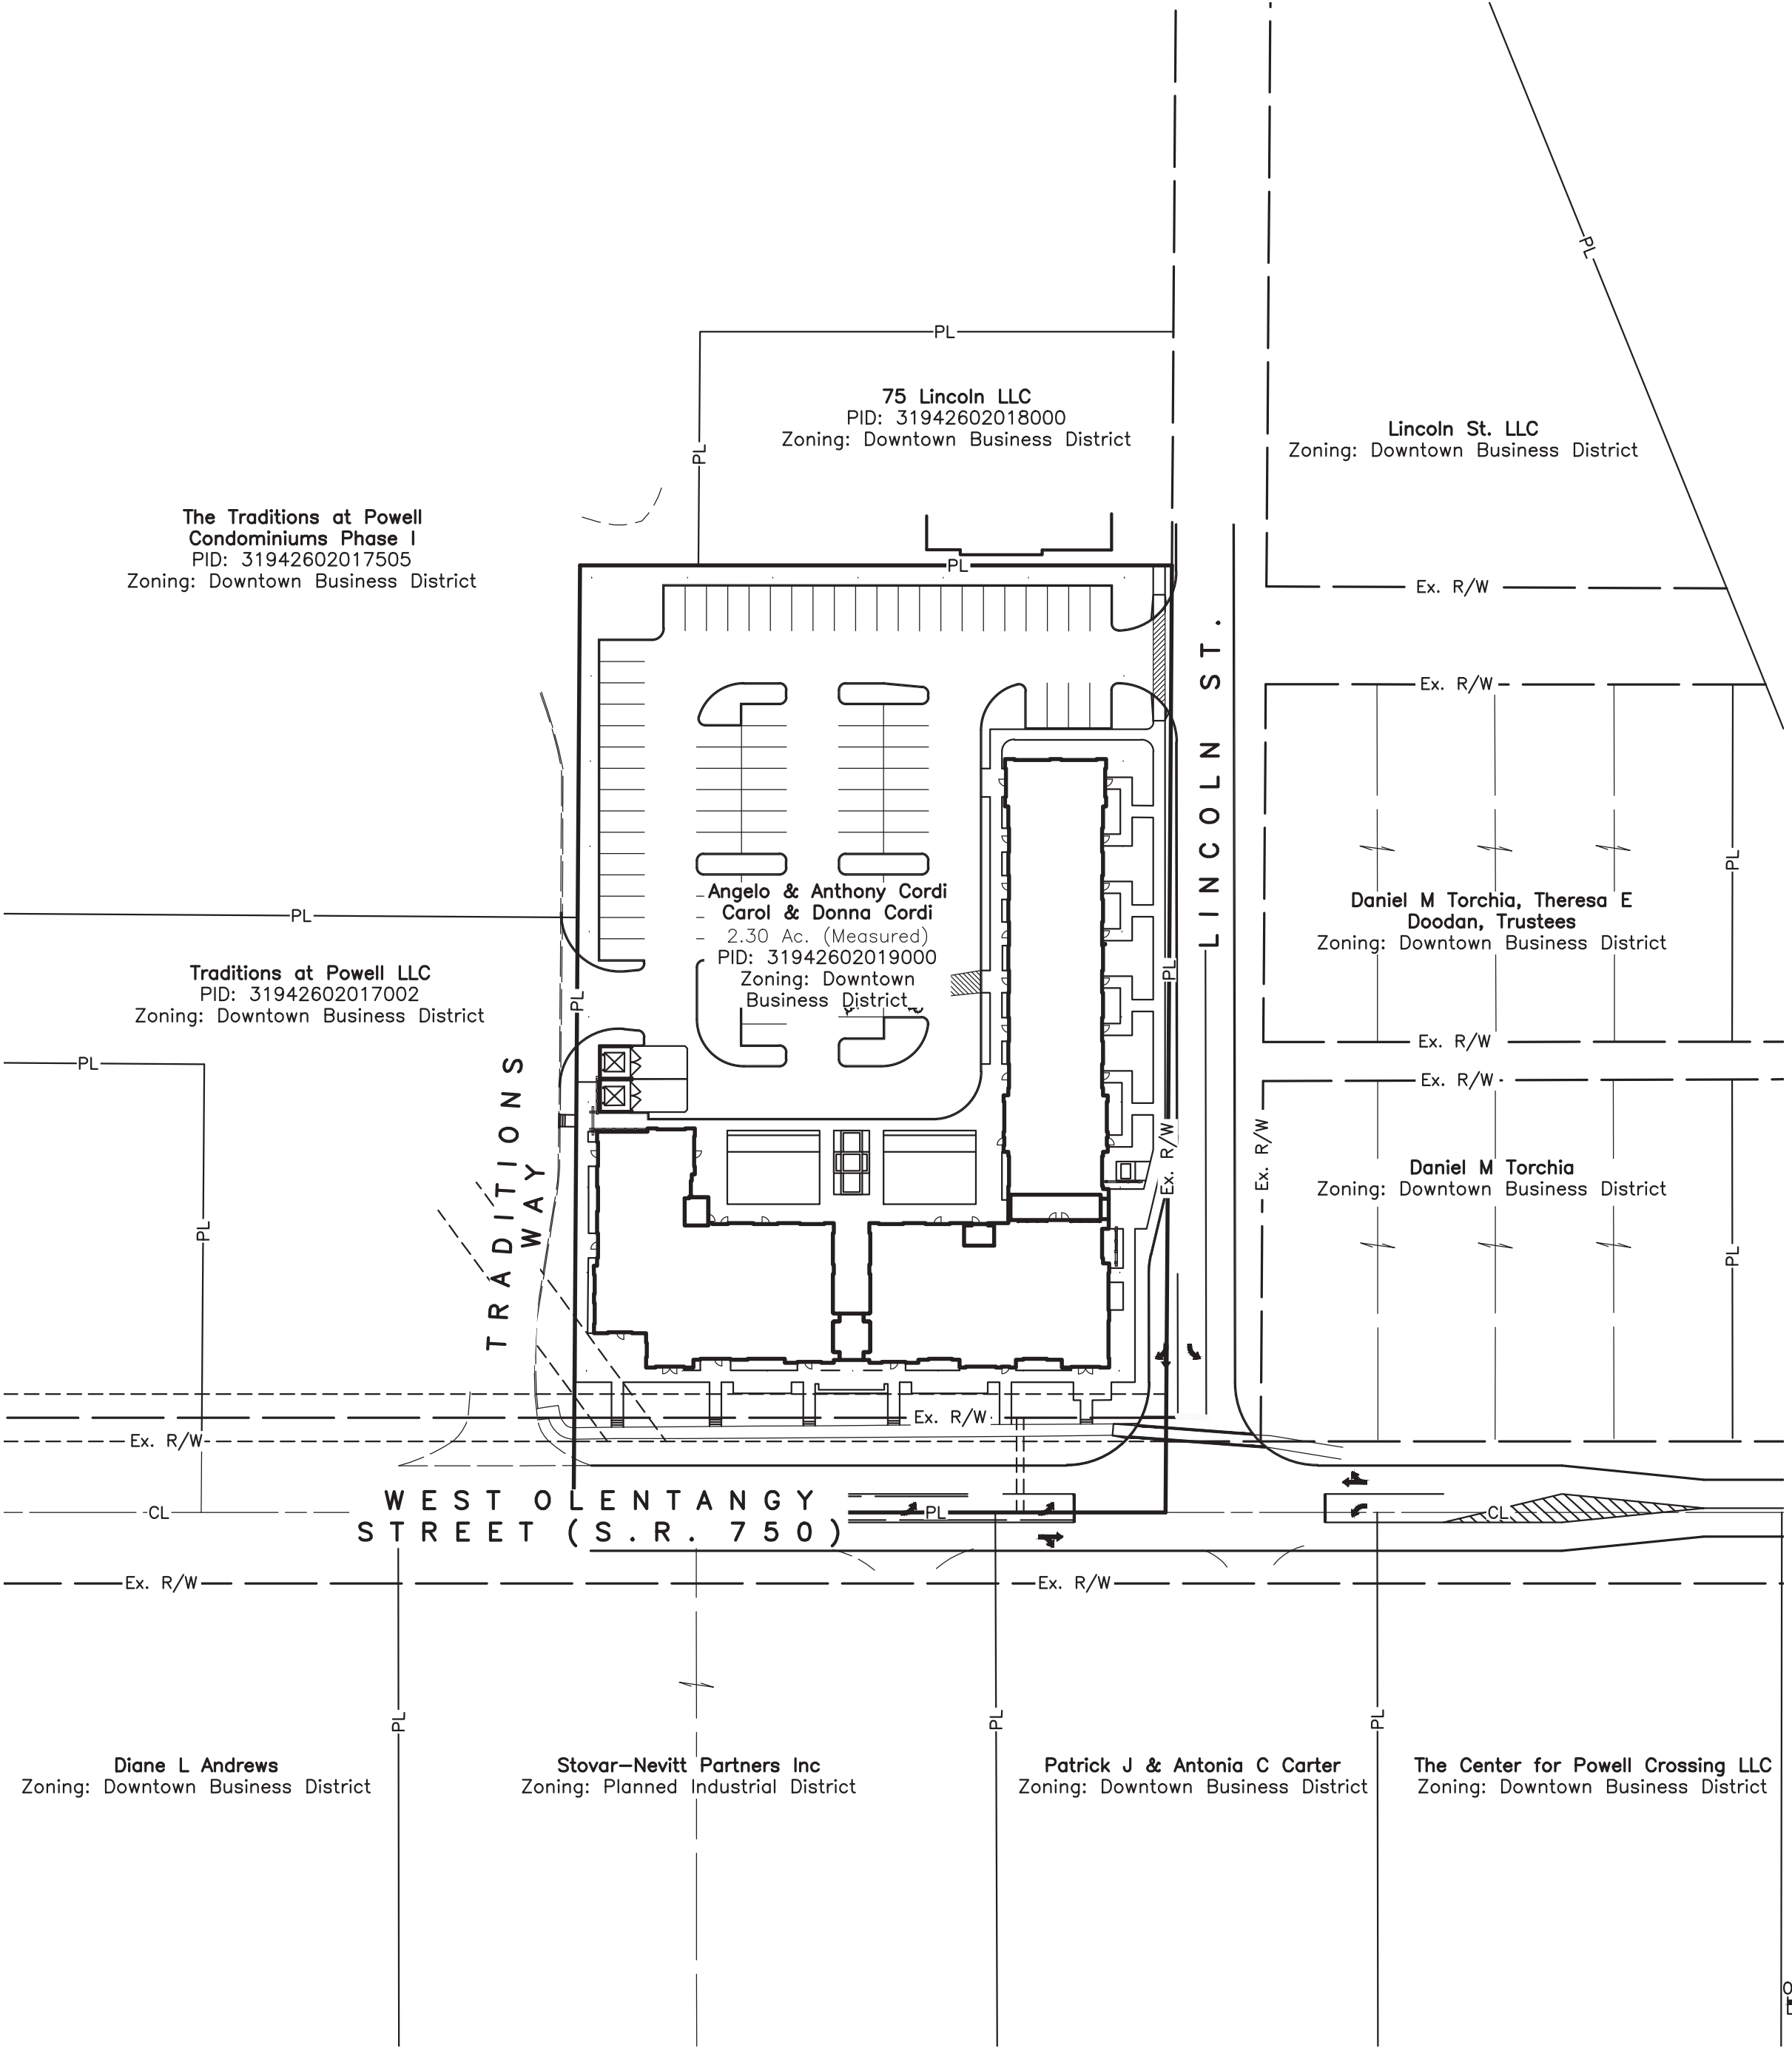 PL
PL
75 Lincoln LLC
PID: 31942602018000
Zoning: Downtown Business District
Lincoln St. LLC
Zoning: Downtown Business District
PL
The Traditions at Powell
Condominiums Phase I
PID: 31942602017505
Zoning: Downtown Business District
PL
Ex. R/W
Ex. R/W
LINCOLN ST.
PL
Angelo & Anthony Cordi
Carol & Donna Cordi
2.30 Ac. (Measured)
PID: 31942602019000
Zoning: Downtown
Business District
Daniel M Torchia, Theresa E
Doodan, Trustees
Zoning: Downtown Business District
PL
Traditions at Powell LLC
PID: 31942602017002
Zoning: Downtown Business District
PL
PL
Ex. R/W
PL
Ex. R/W
TRADITIONS
WAY
Ex. R/W
Ex. R/W
Daniel M Torchia
Zoning: Downtown Business District
PL
PL
Ex. R/W
Ex. R/W
WEST OLENTANGY
STREET (S.R. 750)
CL
PL
CL
Ex. R/W
Ex. R/W
PL
PL
PL
Diane L Andrews
Zoning: Downtown Business District
Stovar-Nevitt Partners Inc
Zoning: Planned Industrial District
Patrick J & Antonia C Carter
Zoning: Downtown Business District
The Center for Powell Crossing LLC
Zoning: Downtown Business District